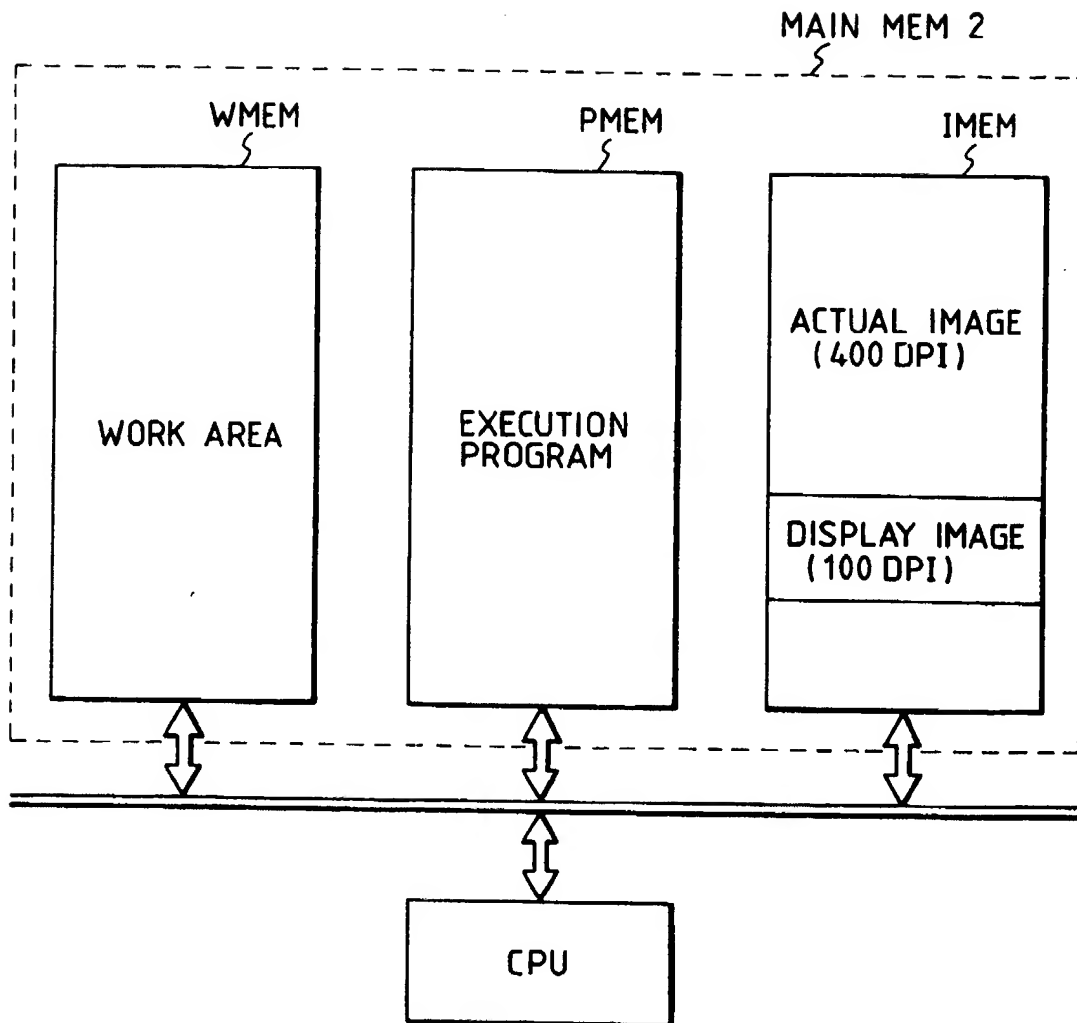 MAIN MEM 2
WMEM
PMEM
IMEM
WORK AREA
EXECUTION
PROGRAM
ACTUAL IMAGE
(400 DPI)
DISPLAY IMAGE
(100 DPI)
CPU